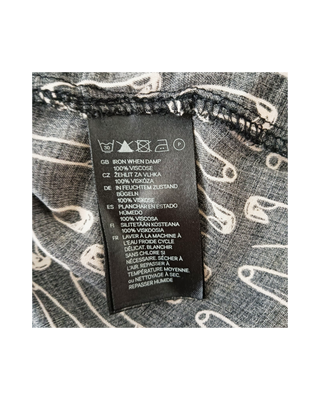 30 P
GB IRON WHEN DAMP
100% VISCOSE
CZ ŽEHLIT ZA VLHKA
100% VISKÓZA
DE IN FEUCHTEM ZUSTAND
BÜGELN
100% VISKOSE
ES PLANCHAR EN ESTADO
HÚMEDO
100% VISCOSA
FI SILITETÄÄN KOSTEANA
100% VISKOOSIA
FR LAVER À LA MACHINE À
L'EAU FROIDE CYCLE
DÉLICAT. BLANCHIR
SANS CHLORE SI
NÉCESSAIRE. SÉCHER À
L'AIR. REPASSER À
TEMPÉRATURE MOYENNE.
ou NETTOYAGE À SEC.
REPASSER HUMIDE